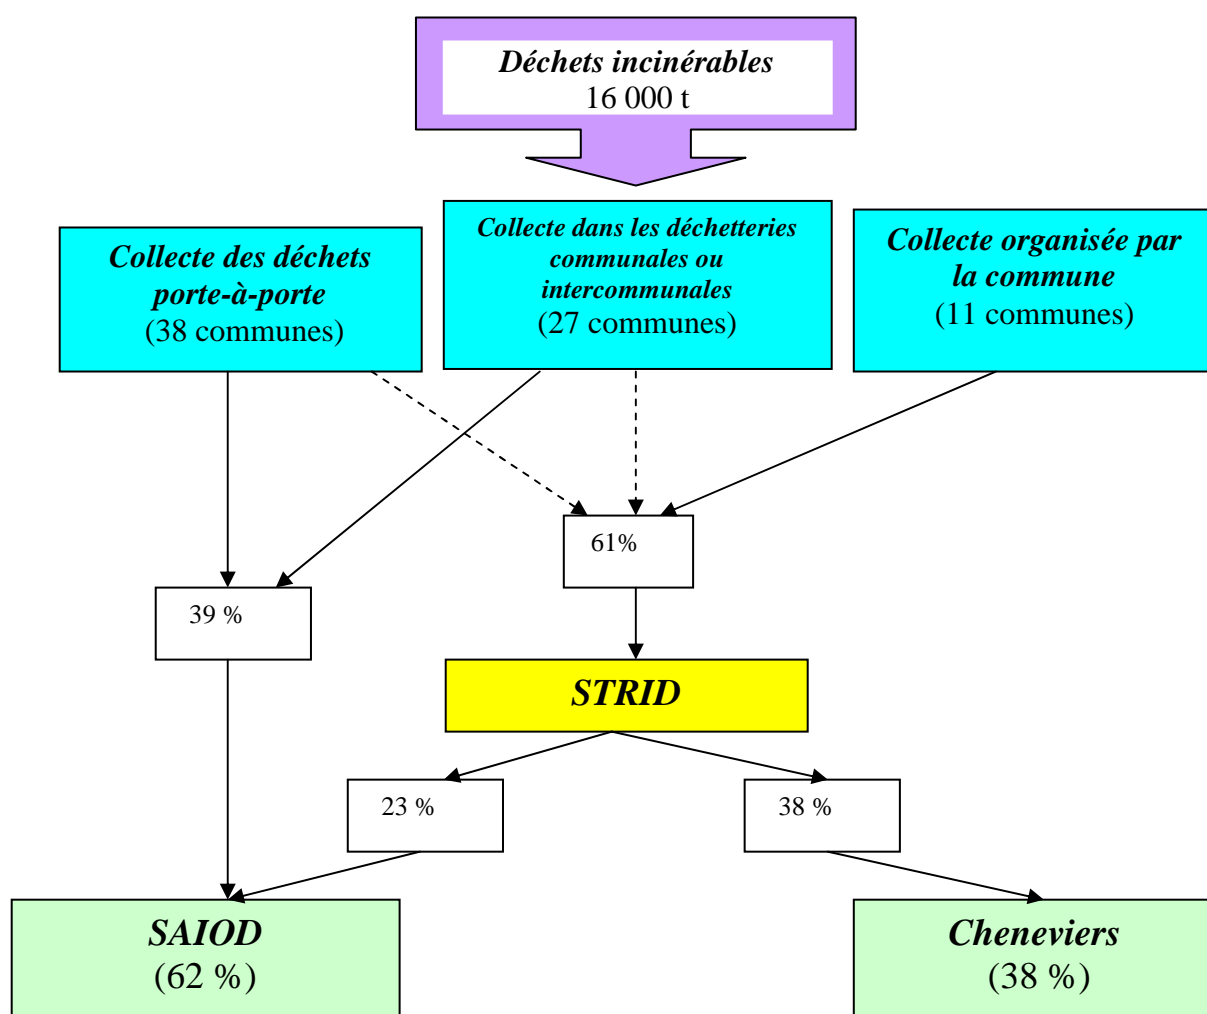 Déchets incinérables
16 000 t
Collecte des déchets
porte-à-porte
(38 communes)
Collecte dans les déchetteries
communales ou
intercommunales
(27 communes)
Collecte organisée par
la commune
(11 communes)
61%
39 %
STRID
23 %
38 %
SAIOD
(62 %)
Cheneviers
(38 %)